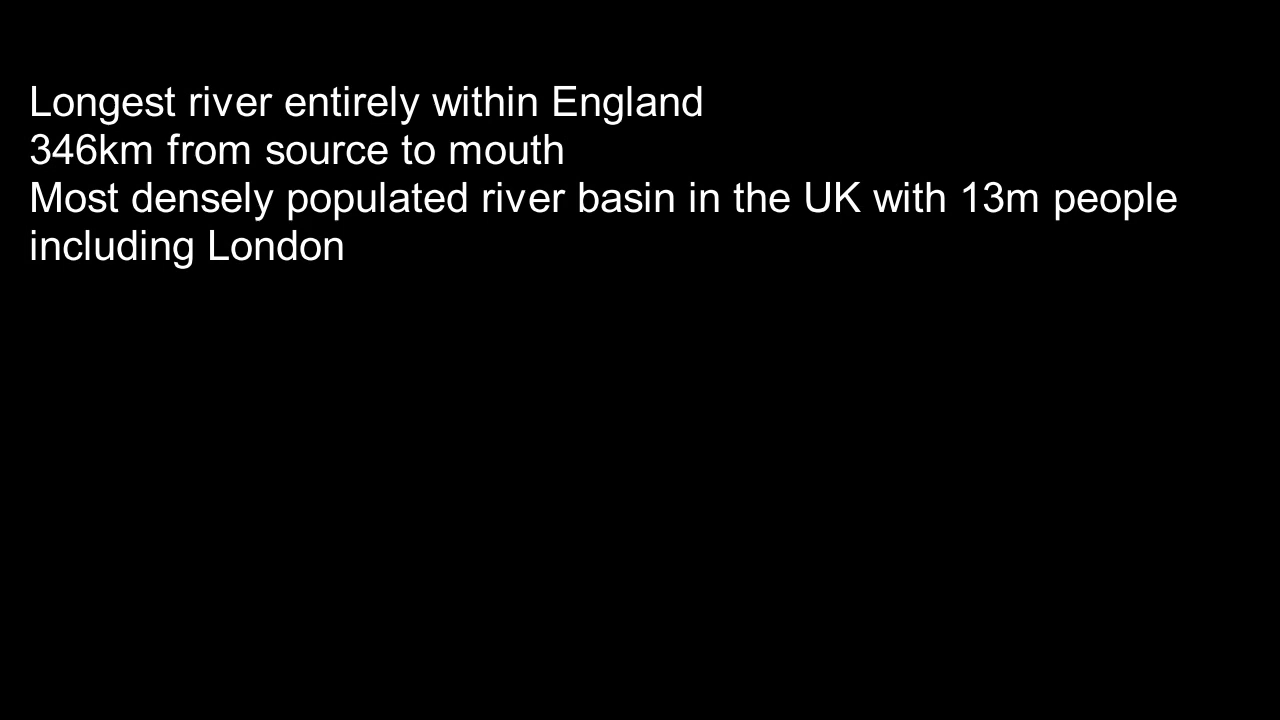 Longest river entirely within England
346km from source to mouth
Most densely populated river basin in the UK with 13m people
including London